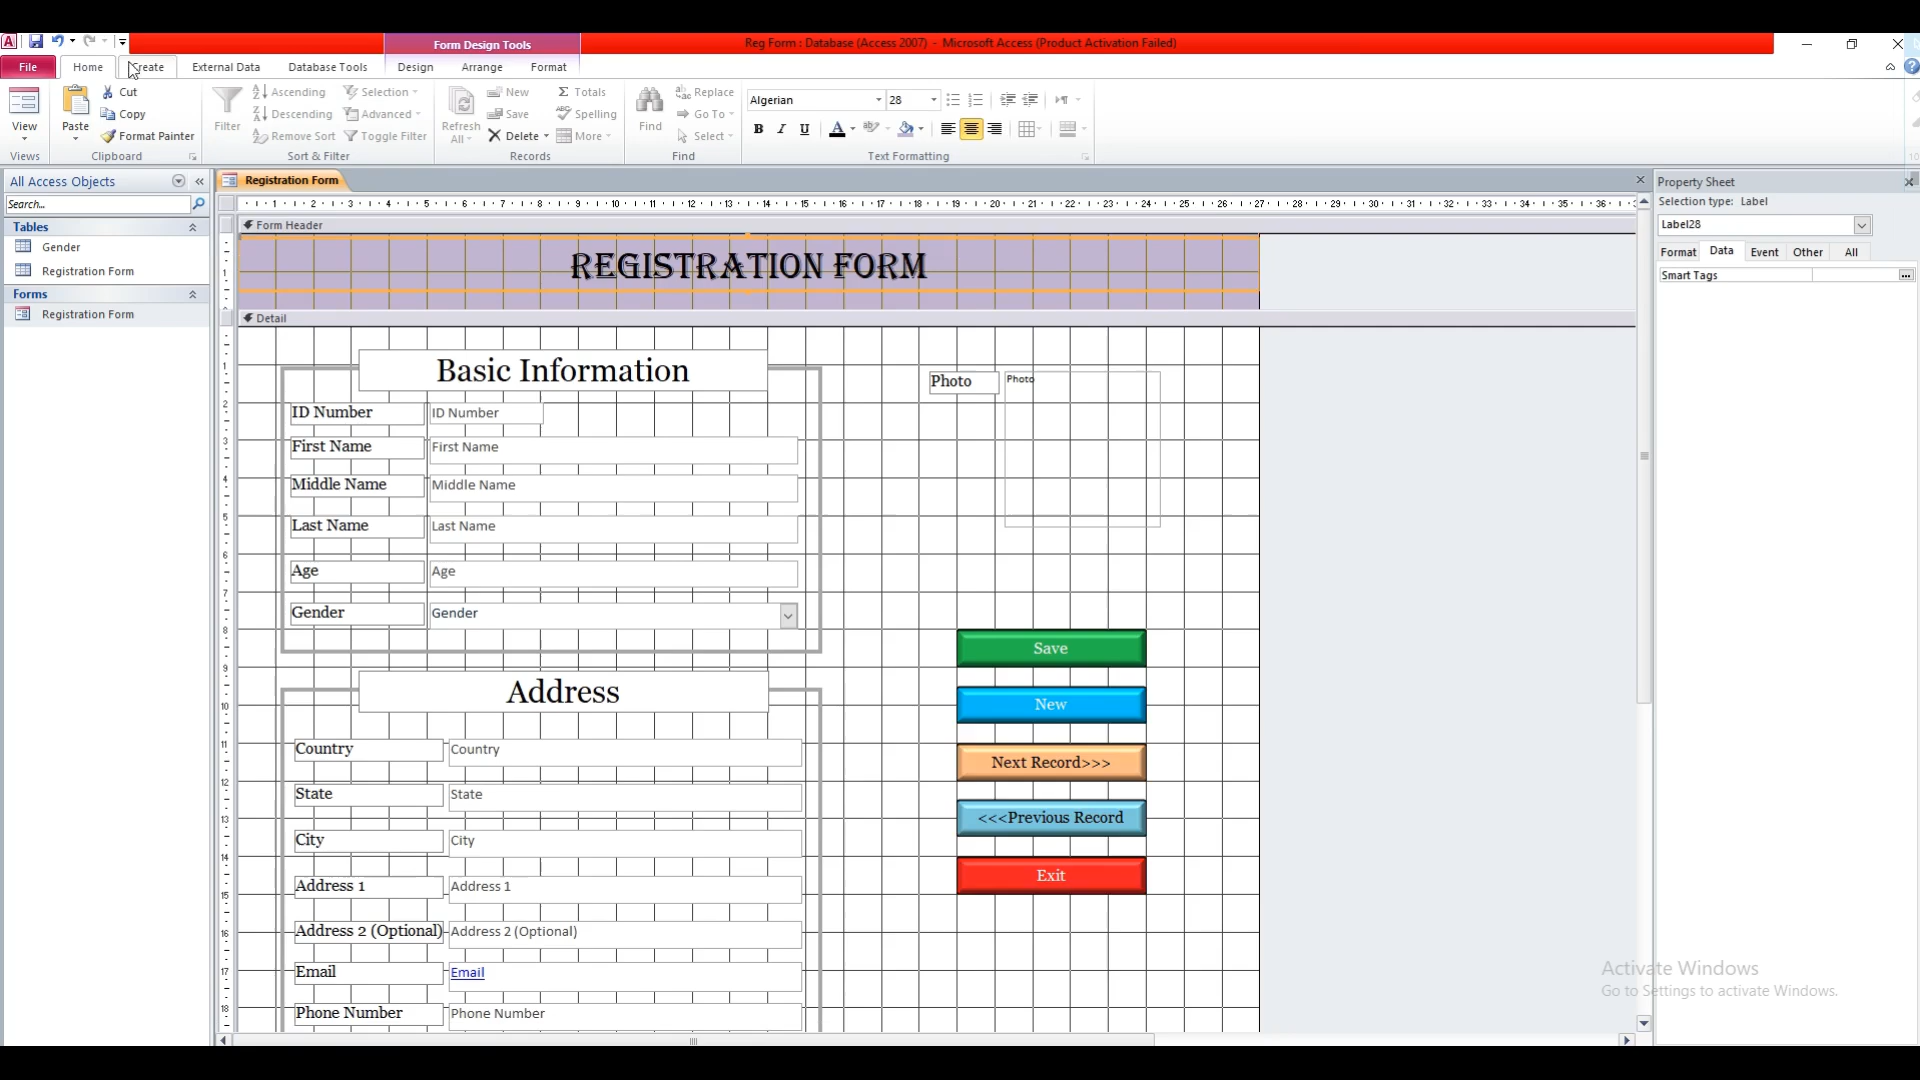 Form Design Tools
Reg Form : Database (Access 2007) - Microsoft Access (Product Activation Failed)
File Home Create External Data Database Tools Design Arrange Format
View
Views
Paste
Cut
Copy
Format Painter
Clipboard
Filter
Ascending
Descending
Remove Sort
Selection
Advanced
Toggle Filter
Sort & Filter
Refresh
All
New
Save
Delete
Totals
Spelling
More
Records
Find
Replace
Go To
Select
Find
Algerian
28
B I U
Text Formatting
All Access Objects
Search...
Tables
Gender
Registration Form
Forms
Registration Form
Registration Form
Form Header
REGISTRATION FORM
Detail
Basic Information
ID Number ID Number
First Name First Name
Middle Name Middle Name
Last Name Last Name
Age Age
Gender Gender
Address
Country Country
State State
City City
Address 1 Address 1
Address 2 (Optional) Address 2 (Optional)
Email Email
Phone Number Phone Number
Photo Photo
Save
New
Next Record>>>
<<<Previous Record
Exit
Property Sheet
Selection type: Label
Label28
Format Data Event Other All
Smart Tags
Activate Windows
Go to Settings to activate Windows.